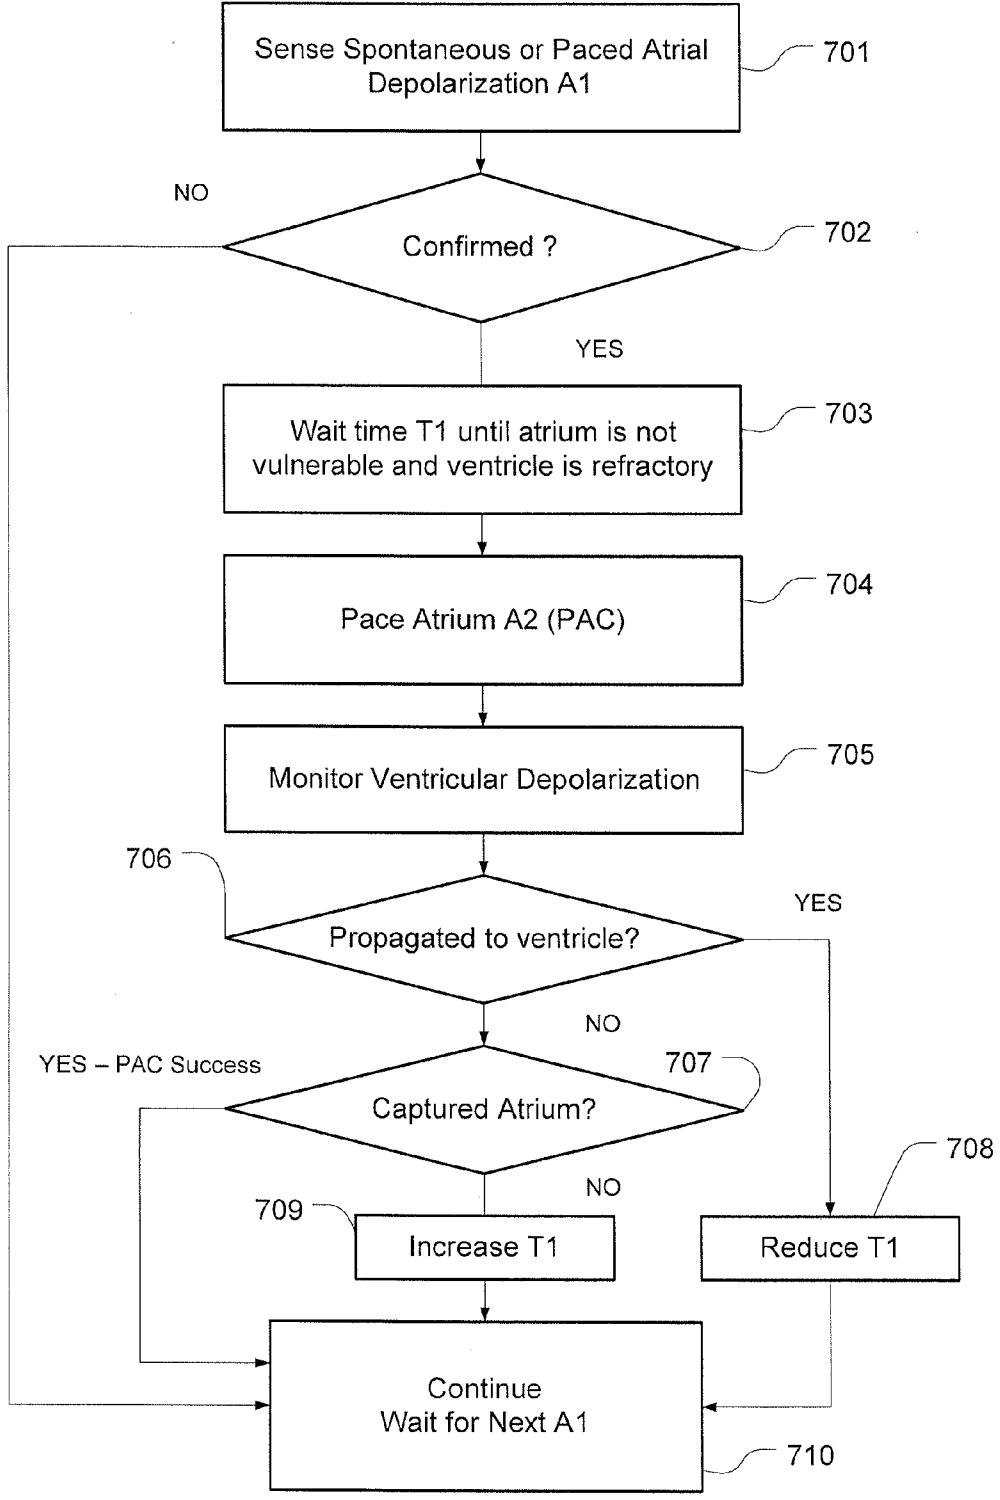 Sense Spontaneous or Paced Atrial
Depolarization A1
701
NO
Confirmed ?
702
YES
Wait time T1 until atrium is not
vulnerable and ventricle is refractory
703
Pace Atrium A2 (PAC)
704
Monitor Ventricular Depolarization
705
706
Propagated to ventricle?
YES
NO
YES – PAC Success
Captured Atrium?
707
NO
708
709
Increase T1
Reduce T1
Continue
Wait for Next A1
710